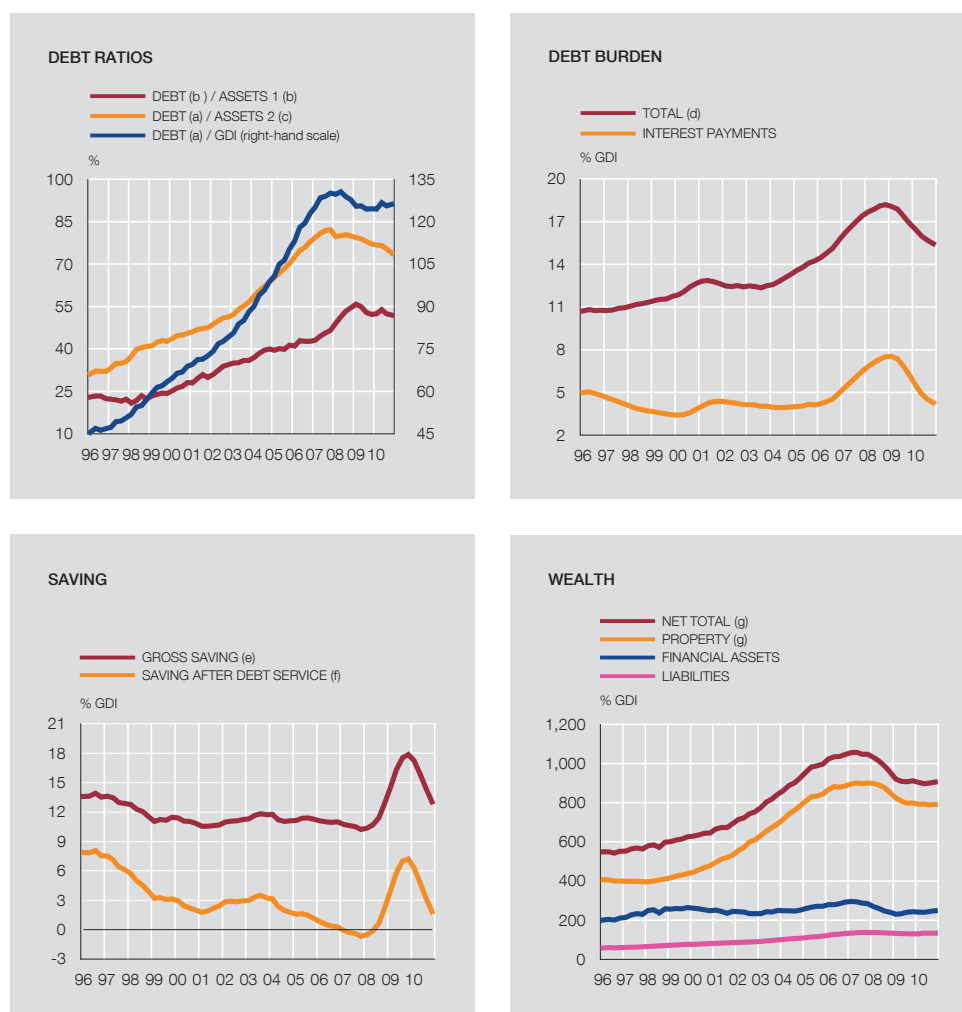 DEBT RATIOS
DEBT (b ) / ASSETS 1 (b)
DEBT (a) / ASSETS 2 (c)
DEBT (a) / GDI (right-hand scale)
%
100 135
85 120
70 105
55 90
40 75
25 60
10 45
96 97 98 99 00 01 02 03 04 05 06 07 08 09 10
DEBT BURDEN
TOTAL (d)
INTEREST PAYMENTS
% GDI
20
17
14
11
8
5
2
96 97 98 99 00 01 02 03 04 05 06 07 08 09 10
SAVING
GROSS SAVING (e)
SAVING AFTER DEBT SERVICE (f)
% GDI
21
18
15
12
9
6
3
0
-3
96 97 98 99 00 01 02 03 04 05 06 07 08 09 10
WEALTH
NET TOTAL (g)
PROPERTY (g)
FINANCIAL ASSETS
LIABILITIES
% GDI
1,200
1,000
800
600
400
200
0
96 97 98 99 00 01 02 03 04 05 06 07 08 09 10